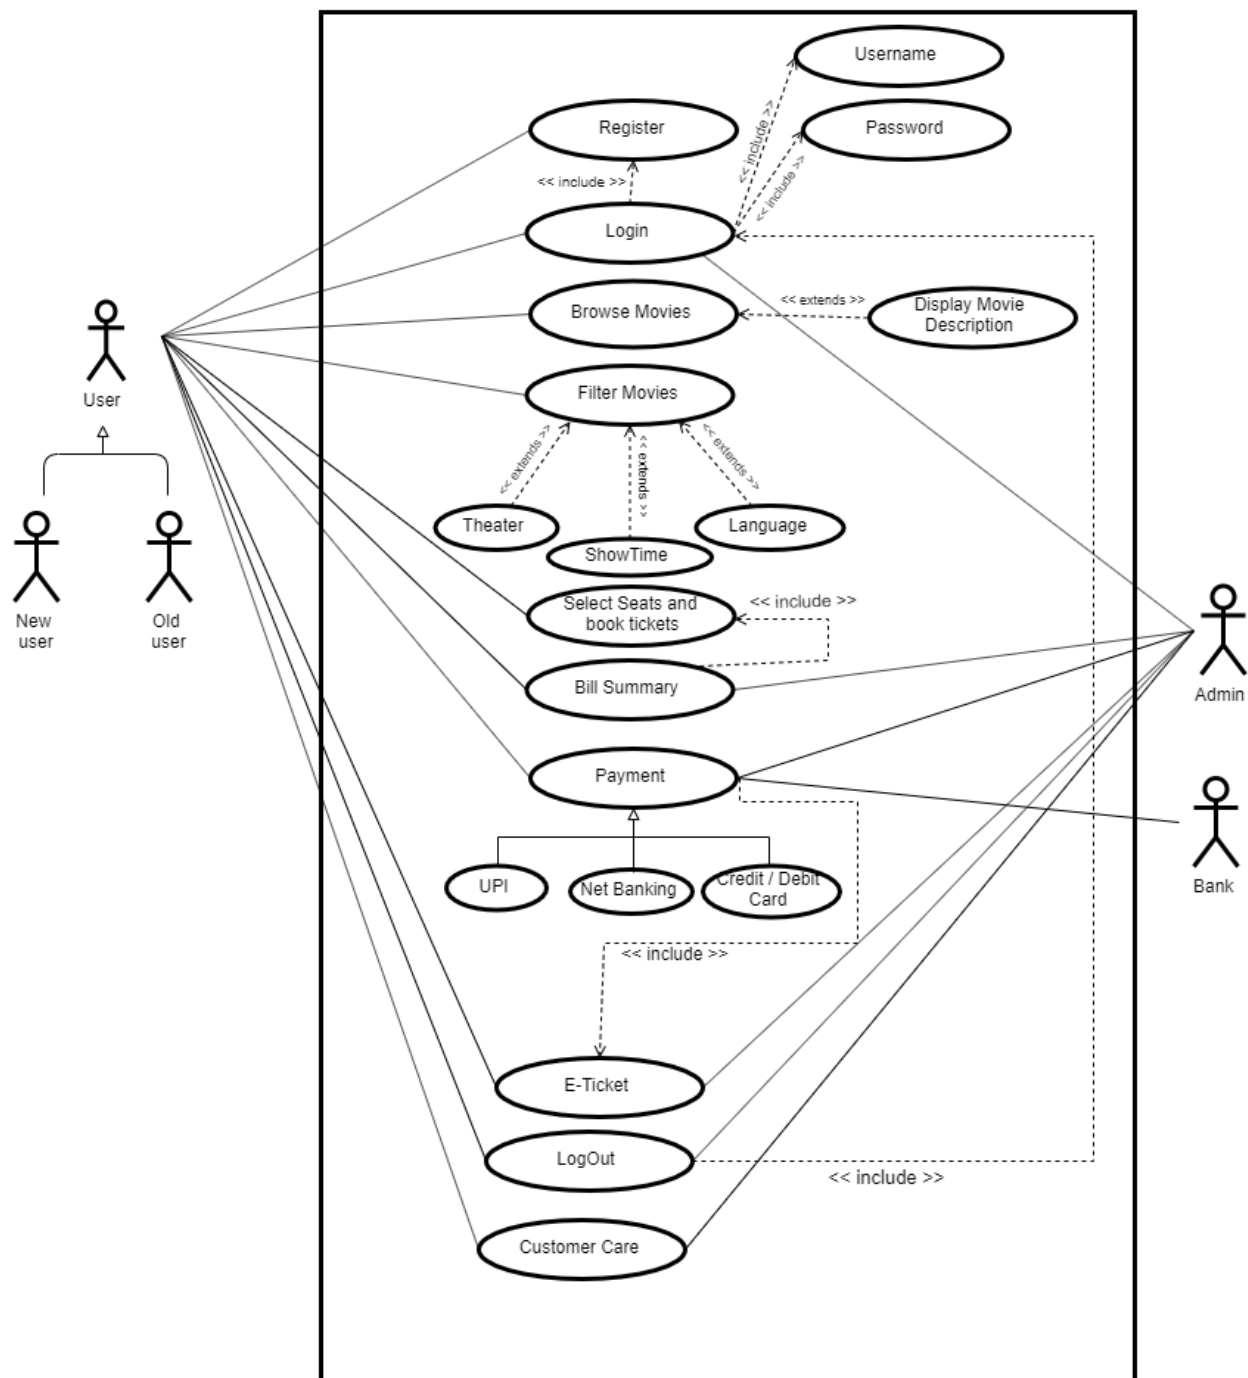 Username
Password
<< include >>
<< include >>
Register
<< include >>
Login
Browse Movies
<< extends >>
Display Movie
Description
Filter Movies
<< extends >>
<< extends >>
<< extends >>
Theater
ShowTime
Language
User
New
user
Old
user
Select Seats and
book tickets
<< include >>
Bill Summary
Admin
Payment
UPI
Net Banking
Credit / Debit
Card
Bank
<< include >>
E-Ticket
LogOut
<< include >>
Customer Care